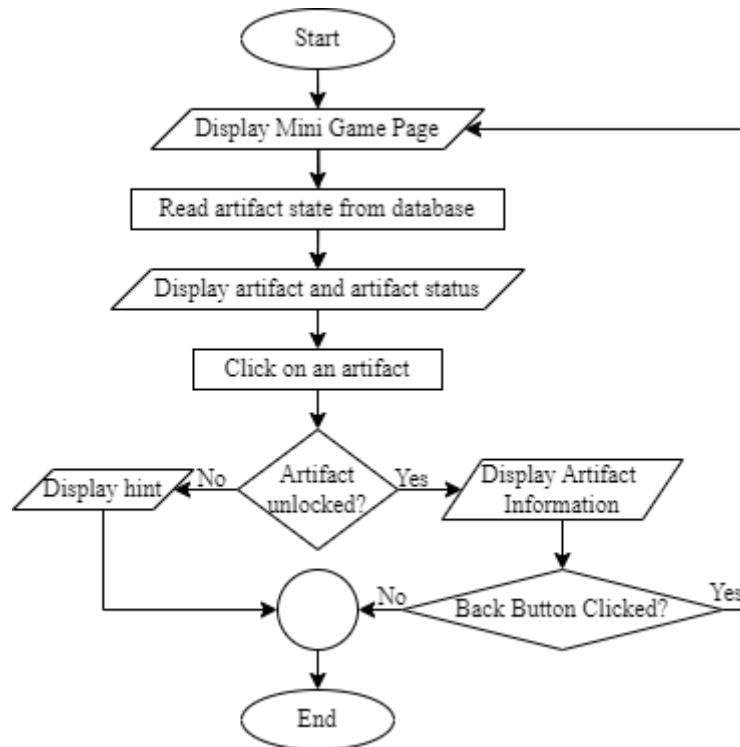 Start
Display Mini Game Page
Read artifact state from database
Display artifact and artifact status
Click on an artifact
Artifact
unlocked?
No
Display hint
Yes
Display Artifact
Information
Back Button Clicked?
No
Yes
End